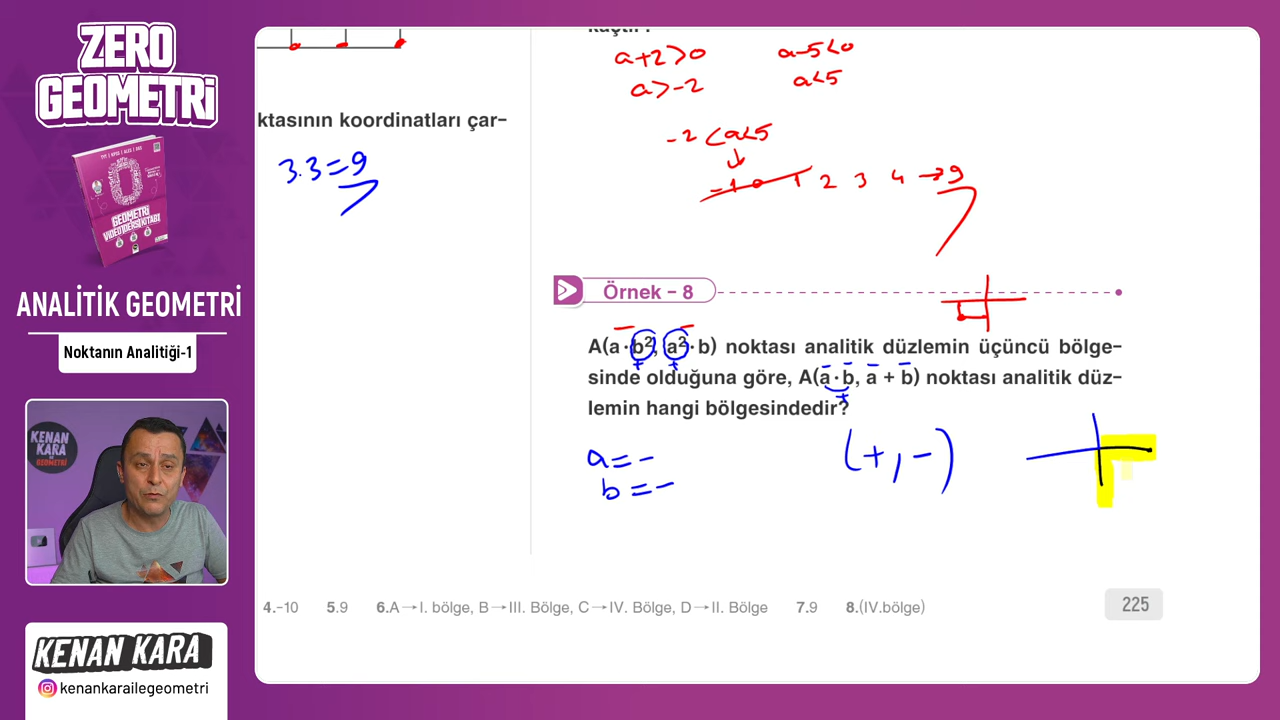 ZERO
GEOMETRİ
GEOMETRİ
VİDEO DERS KİTABI
ANALİTİK GEOMETRİ
Noktanın Analitiği-1
KENAN KARA
İLE
GEOMETRİ
KENAN KARA
kenankarailegeometri
ktasının koordinatları çar-
3.3=9
a+2>0 a-5<0
a>-2 a<5
-2<a<5
-1 0 1 2 3 4 → 9
Örnek - 8
A(a · b², a² · b) noktası analitik düzlemin üçüncü bölge-
sinde olduğuna göre, A(a · b, a + b) noktası analitik düz-
lemin hangi bölgesindedir?
a = -
b = -
(+, -)
4.-10 5.9 6.A→I. bölge, B→III. Bölge, C→IV. Bölge, D→II. Bölge 7.9 8.(IV.bölge)
225